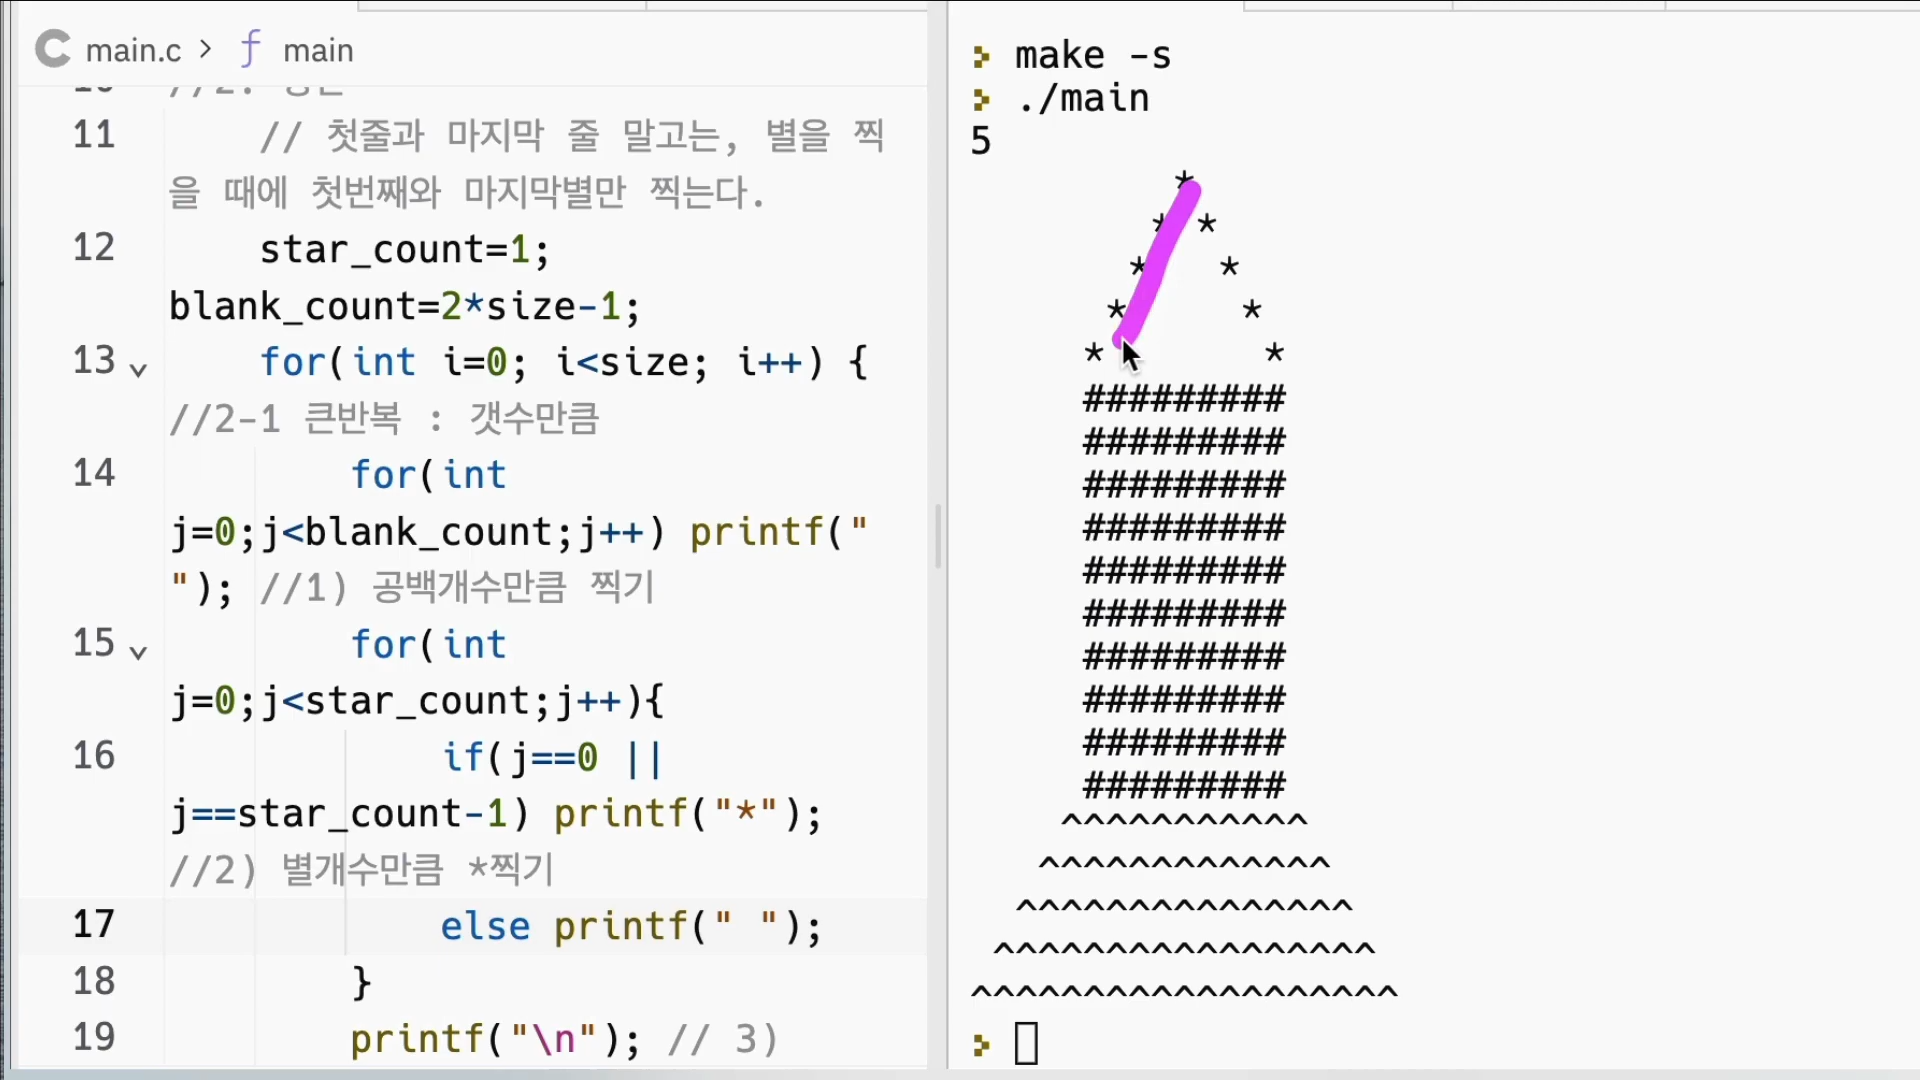 main.c > ƒ main
11 // 첫줄과 마지막 줄 말고는, 별을 찍
을 때에 첫번째와 마지막별만 찍는다.
12 star_count=1;
blank_count=2*size-1;
13 for(int i=0; i<size; i++) {
//2-1 큰반복 : 갯수만큼
14 for(int
j=0;j<blank_count;j++) printf("
"); //1) 공백개수만큼 찍기
15 for(int
j=0;j<star_count;j++){
16 if(j==0 ||
j==star_count-1) printf("*");
//2) 별개수만큼 *찍기
17 else printf(" ");
18 }
19 printf("\n"); // 3)
make -s
./main
5
*
* *
* *
* *
* *
#########
#########
#########
#########
#########
#########
#########
#########
#########
#########
^^^^^^^^^^^
^^^^^^^^^^^^^
^^^^^^^^^^^^^^^
^^^^^^^^^^^^^^^^^
^^^^^^^^^^^^^^^^^^^